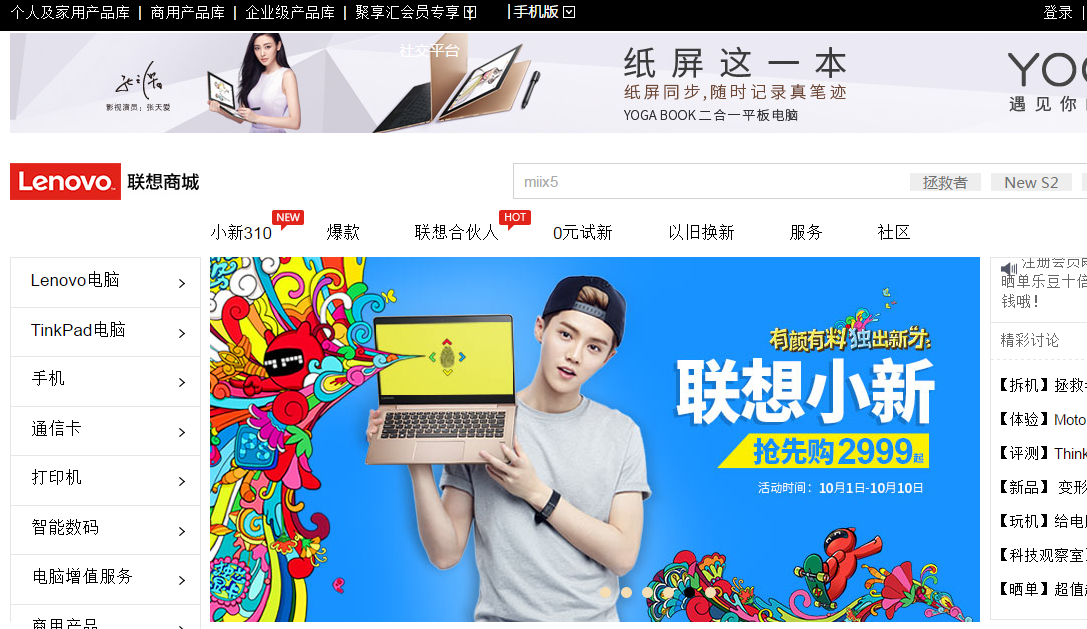 个人及家用产品库 | 商用产品库 | 企业级产品库 | 聚享汇会员专享 | 手机版
登录 |
社交平台
影视演员：张天爱
纸屏这一本
纸屏同步,随时记录真笔迹
YOGA BOOK 二合一平板电脑
YO
遇见你
Lenovo 联想商城
miix5
拯救者 New S2
NEW HOT
小新310 爆款 联想合伙人 0元试新 以旧换新 服务 社区
Lenovo电脑
TinkPad电脑
手机
通信卡
打印机
智能数码
电脑增值服务
商用产品
有颜有料独出新才
联想小新
抢先购2999起
活动时间：10月1日-10月10日
注册会员
晒单乐豆十倍
钱哦！
精彩讨论
【拆机】拯救
【体验】Moto
【评测】Think
【新品】 变形
【玩机】给电
【科技观察室
【晒单】超值